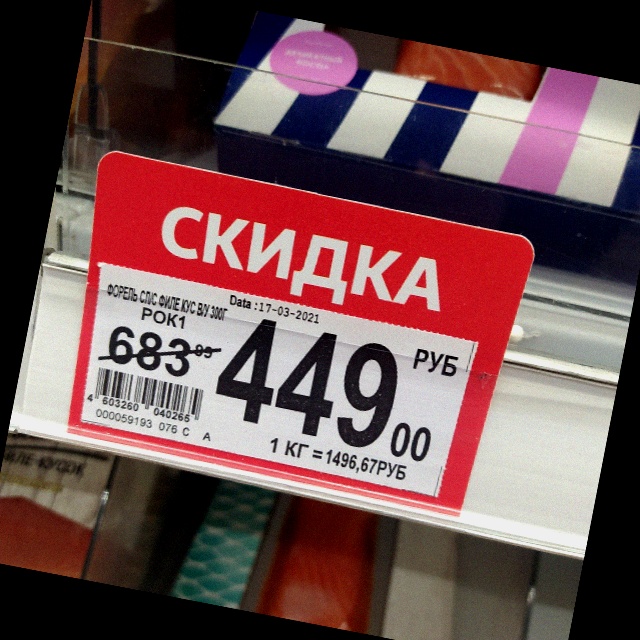 СКИДКА
ФОРЕЛЬ СЛ/С ФИЛЕ КУС В/У 300Г
Data :17-03-2021
РОК1
683
449 00
РУБ
4 603260 040265
000059193 076 С А
1 КГ =1496,67РУБ